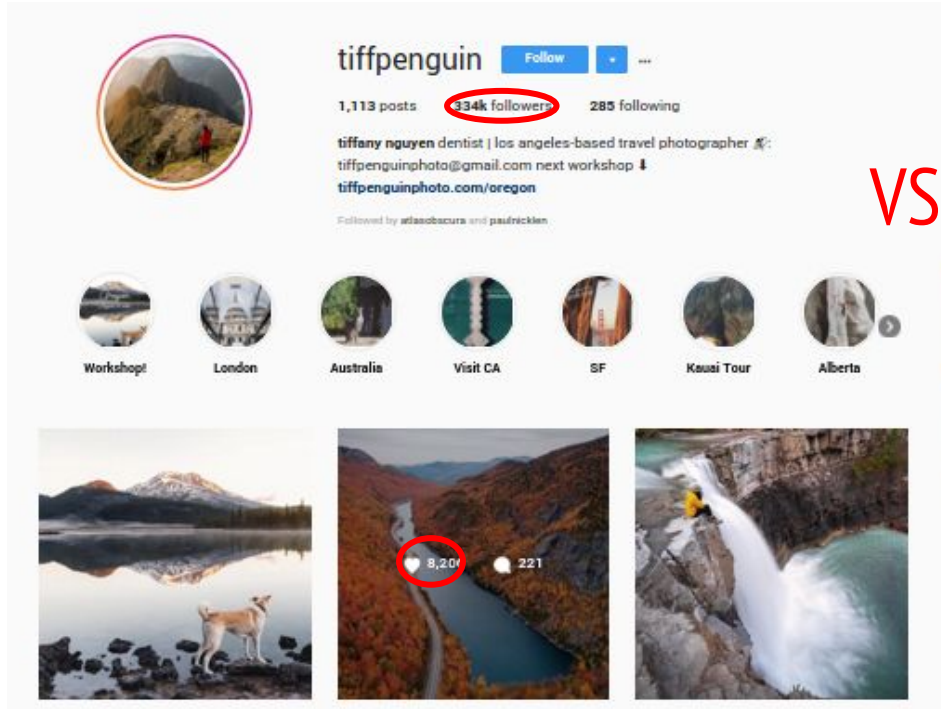 tiffpenguin Follow ...
1,113 posts 334k followers 285 following
tiffany nguyen dentist | los angeles-based travel photographer 📸:
tiffpenguinphoto@gmail.com next workshop ⬇
tiffpenguinphoto.com/oregon
VS
Followed by atlasobscura and paulnicklen
Workshop! London Australia Visit CA SF Kauai Tour Alberta
221